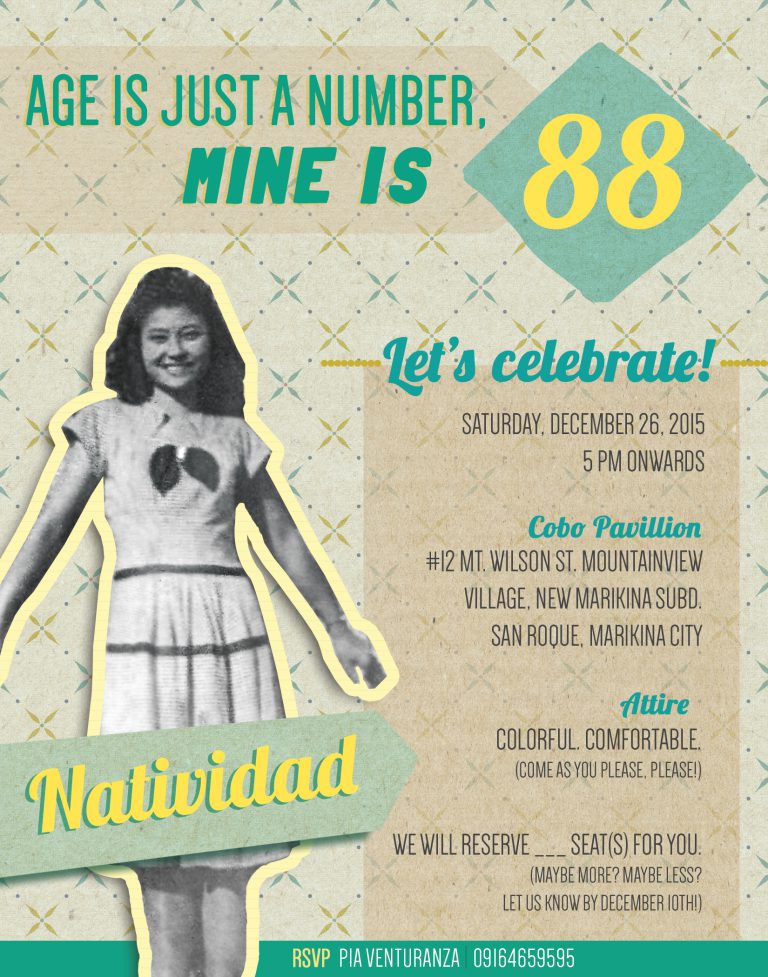 AGE IS JUST A NUMBER,
MINE IS
88
Let's celebrate!
SATURDAY, DECEMBER 26, 2015
5 PM ONWARDS
Cobo Pavillion
#12 MT. WILSON ST. MOUNTAINVIEW
VILLAGE, NEW MARIKINA SUBD.
SAN ROQUE, MARIKINA CITY
Attire
COLORFUL. COMFORTABLE.
(COME AS YOU PLEASE, PLEASE!)
Natividad
WE WILL RESERVE ___ SEAT(S) FOR YOU.
(MAYBE MORE? MAYBE LESS?
LET US KNOW BY DECEMBER 10TH!)
RSVP PIA VENTURANZA | 09164659595